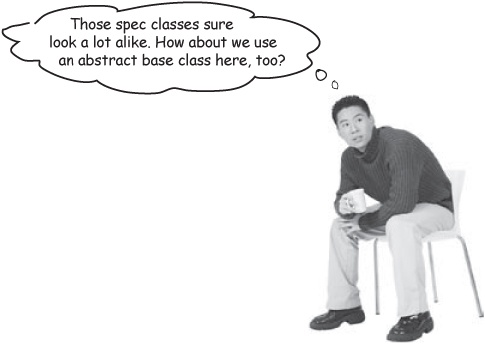 Those spec classes sure
look a lot alike. How about we use
an abstract base class here, too?